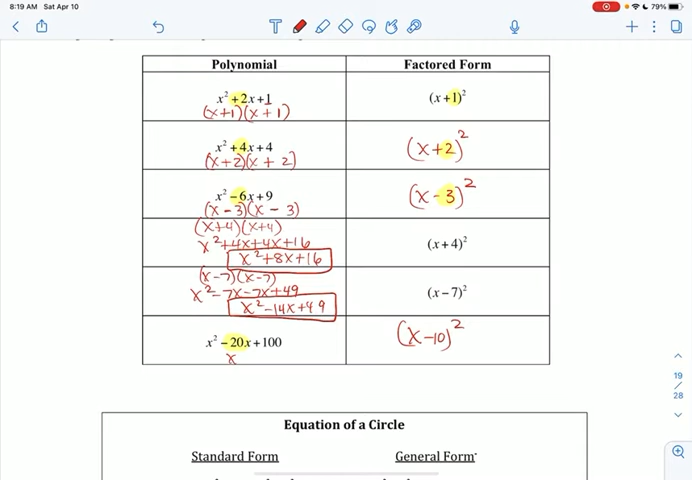 8:19 AM Sat Apr 10
79%
Polynomial
Factored Form
x² + 2x + 1
(x+1)(x+1)
(x + 1)²
x² + 4x + 4
(x+2)(x+2)
(x+2)²
x² − 6x + 9
(x−3)(x−3)
(x−3)²
(x+4)(x+4)
x²+4x+4x+16
x²+8x+16
(x + 4)²
(x−7)(x−7)
x²−7x−7x+49
x²−14x+49
(x − 7)²
x² − 20x + 100
x
(x−10)²
Equation of a Circle
Standard Form
General Form
19
/
28